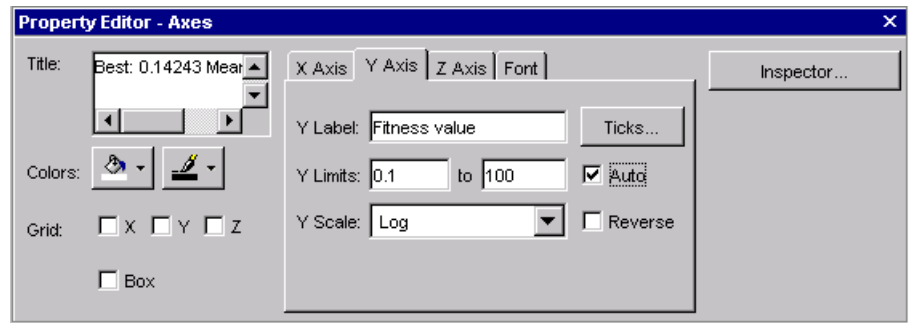 Property Editor - Axes
Title:
Best: 0.14243 Mear
X Axis
Y Axis
Z Axis
Font
Inspector...
Y Label:
Fitness value
Ticks...
Colors:
Y Limits:
0.1
to
100
Auto
Grid:
X
Y
Z
Y Scale:
Log
Reverse
Box